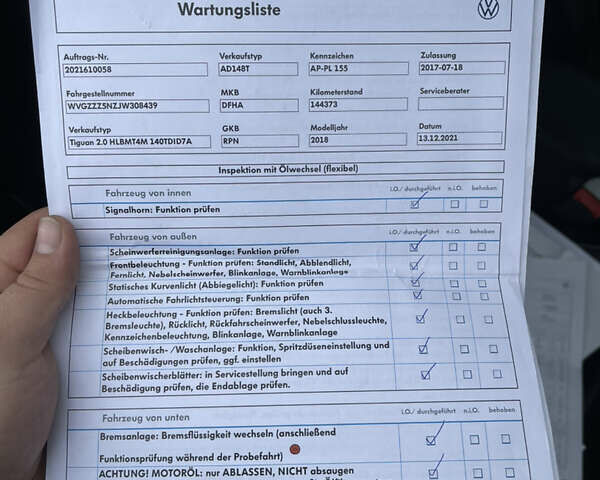 Wartungsliste
Auftrags-Nr. Verkaufstyp Kennzeichen Zulassung
2021610058 AD148T AP-PL 155 2017-07-18
Fahrgestellnummer MKB Kilometerstand Serviceberater
WVGZZZ5NZJW308439 DFHA 144373
Verkaufstyp GKB Modelljahr Datum
Tiguan 2.0 HLBMT4M 140TDID7A RPN 2018 13.12.2021
Inspektion mit Ölwechsel (flexibel)
Fahrzeug von innen i.O./ durchgeführt n.i.O. behoben
Signalhorn: Funktion prüfen
Fahrzeug von außen i.O./ durchgeführt n.i.O. behoben
Scheinwerferreinigungsanlage: Funktion prüfen
Frontbeleuchtung - Funktion prüfen: Standlicht, Abblendlicht,
Fernlicht, Nebelscheinwerfer, Blinkanlage, Warnblinkanlage
Statisches Kurvenlicht (Abbiegelicht): Funktion prüfen
Automatische Fahrlichtsteuerung: Funktion prüfen
Heckbeleuchtung - Funktion prüfen: Bremslicht (auch 3.
Bremsleuchte), Rücklicht, Rückfahrscheinwerfer, Nebelschlussleuchte,
Kennzeichenbeleuchtung, Blinkanlage, Warnblinkanlage
Scheibenwisch- /Waschanlage: Funktion, Spritzdüseneinstellung und
auf Beschädigungen prüfen, ggf. einstellen
Scheibenwischerblätter: in Servicestellung bringen und auf
Beschädigung prüfen, die Endablage prüfen.
Fahrzeug von unten i.O./ durchgeführt n.i.O. behoben
Bremsanlage: Bremsflüssigkeit wechseln (anschließend
Funktionsprüfung während der Probefahrt)
ACHTUNG! MOTORÖL: nur ABLASSEN, NICHT absaugen